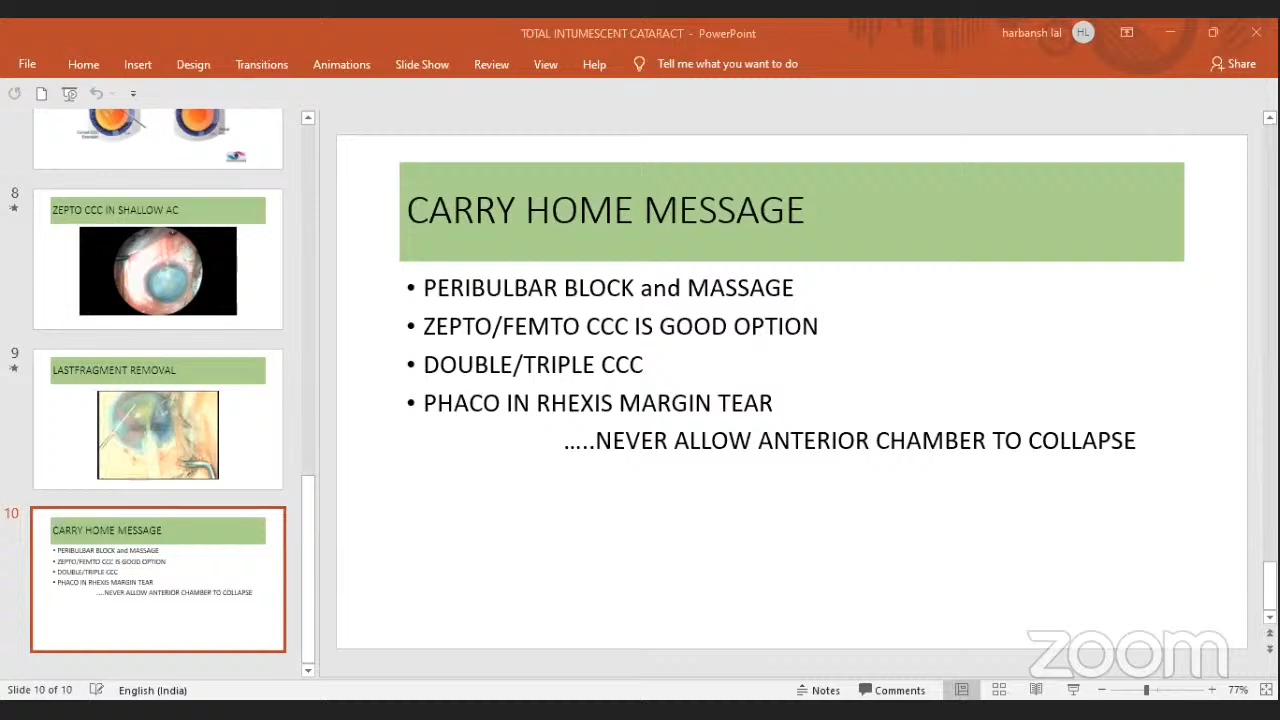 TOTAL INTUMESCENT CATARACT - PowerPoint
harbansh lal
HL
File Home Insert Design Transitions Animations Slide Show Review View Help Tell me what you want to do
Share
8
ZEPTO CCC IN SHALLOW AC
9
LASTFRAGMENT REMOVAL
10
CARRY HOME MESSAGE
• PERIBULBAR BLOCK and MASSAGE
• ZEPTO/FEMTO CCC IS GOOD OPTION
• DOUBLE/TRIPLE CCC
• PHACO IN RHEXIS MARGIN TEAR
....NEVER ALLOW ANTERIOR CHAMBER TO COLLAPSE
CARRY HOME MESSAGE
• PERIBULBAR BLOCK and MASSAGE
• ZEPTO/FEMTO CCC IS GOOD OPTION
• DOUBLE/TRIPLE CCC
• PHACO IN RHEXIS MARGIN TEAR
.....NEVER ALLOW ANTERIOR CHAMBER TO COLLAPSE
zoom
Slide 10 of 10
English (India)
Notes
Comments
77%